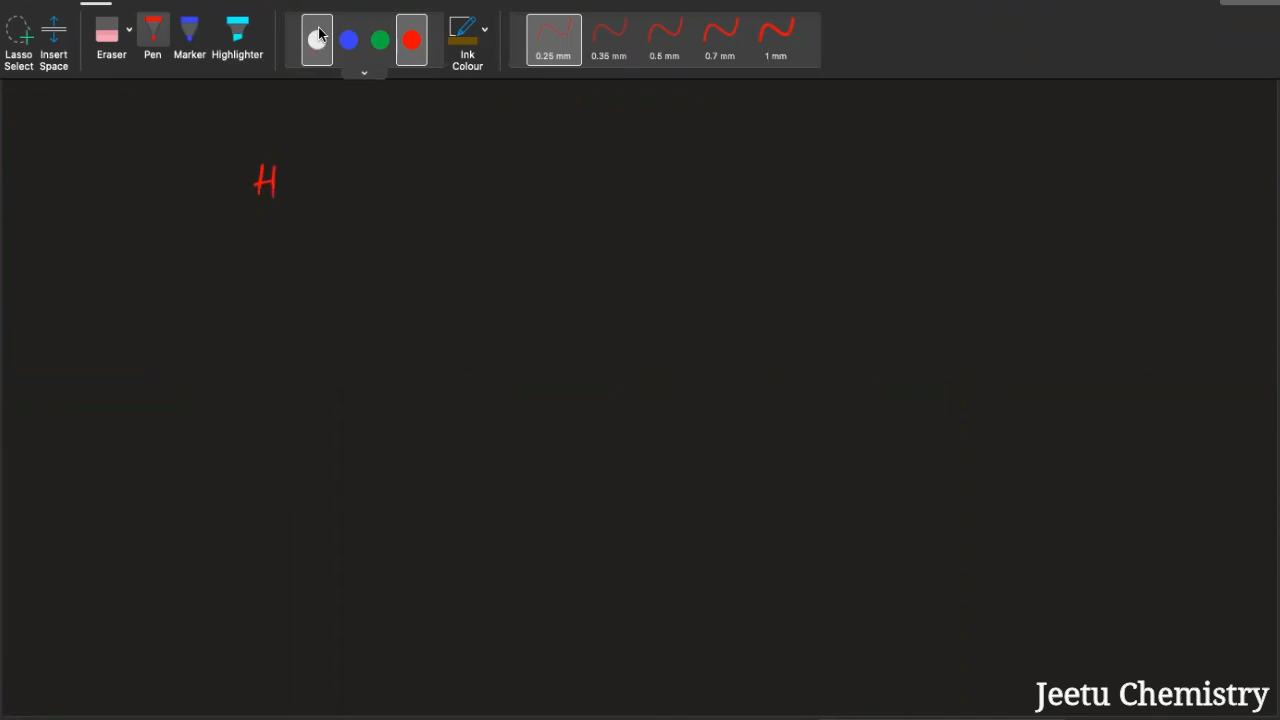 Lasso Select
Insert Space
Eraser
Pen
Marker
Highlighter
Ink Colour
0.25 mm
0.35 mm
0.5 mm
0.7 mm
1 mm
H
Jeetu Chemistry